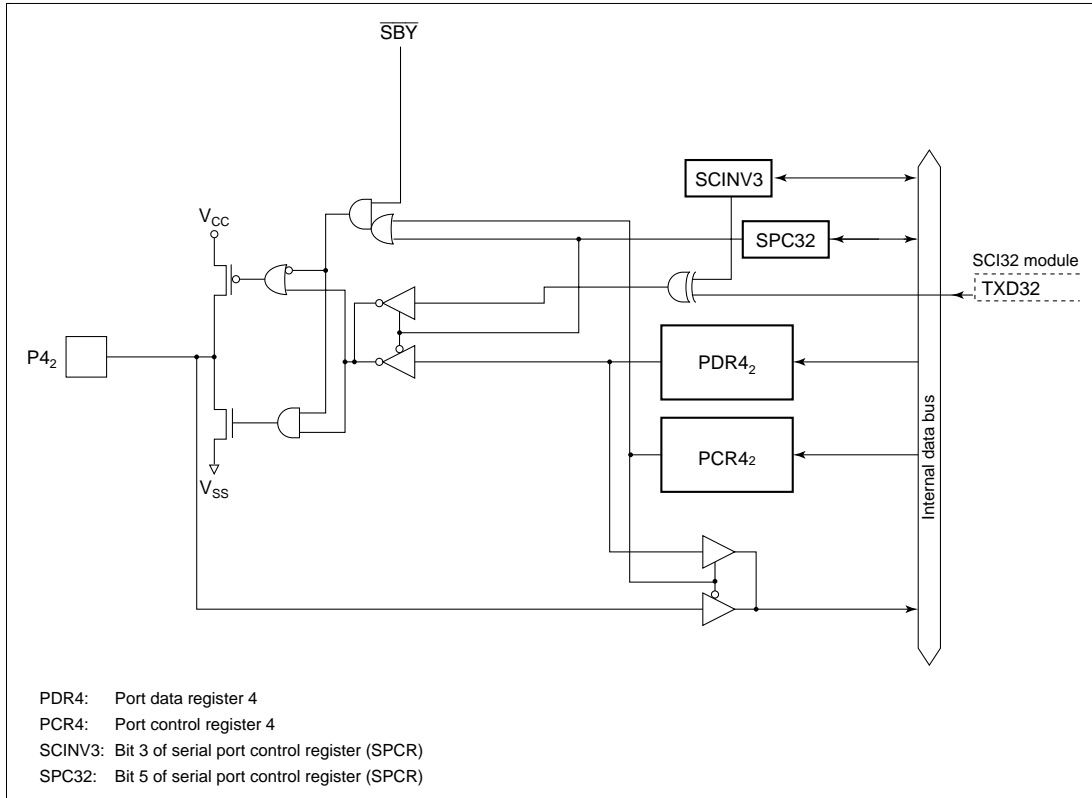 SBY
SCINV3
VCC
SPC32
SCI32 module
TXD32
P42
PDR42
PCR42
VSS
Internal data bus
PDR4: Port data register 4
PCR4: Port control register 4
SCINV3: Bit 3 of serial port control register (SPCR)
SPC32: Bit 5 of serial port control register (SPCR)